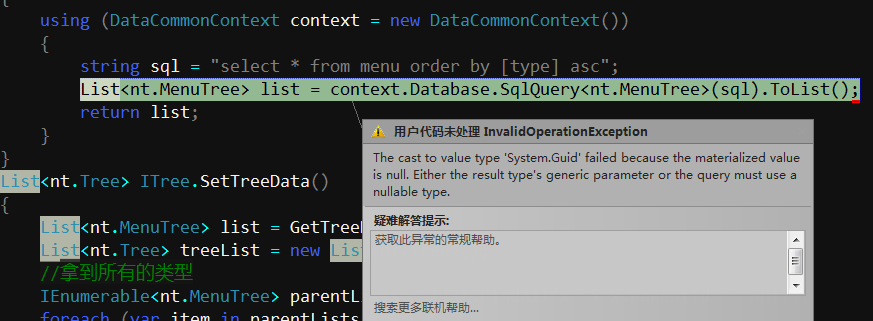 {
using (DataCommonContext context = new DataCommonContext())
{
string sql = "select * from menu order by [type] asc";
List<nt.MenuTree> list = context.Database.SqlQuery<nt.MenuTree>(sql).ToList();
return list;
}
}
List<nt.Tree> ITree.SetTreeData()
{
List<nt.MenuTree> list = GetTree
List<nt.Tree> treeList = new List
//拿到所有的类型
IEnumerable<nt.MenuTree> parentL
foreach (var item in parentLists
用户代码未处理 InvalidOperationException
The cast to value type 'System.Guid' failed because the materialized value
is null. Either the result type's generic parameter or the query must use a
nullable type.
疑难解答提示:
获取此异常的常规帮助。
搜索更多联机帮助...